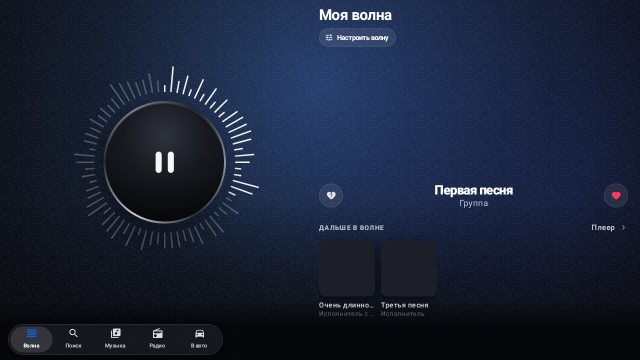 Моя волна
Настроить волну
Первая песня
Группа
ДАЛЬШЕ В ВОЛНЕ
Плеер
Очень длинно…
Исполнитель с …
Третья песня
Исполнитель
Волна
Поиск
Музыка
Радио
В авто